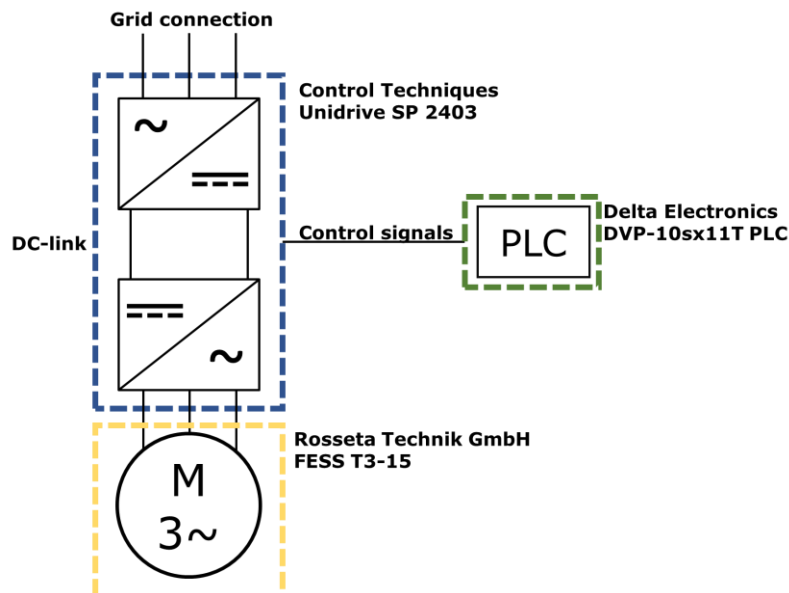 Grid connection
Control Techniques
Unidrive SP 2403
~
DC-link
Control signals
PLC
Delta Electronics
DVP-10sx11T PLC
~
Rosseta Technik GmbH
FESS T3-15
M
3~